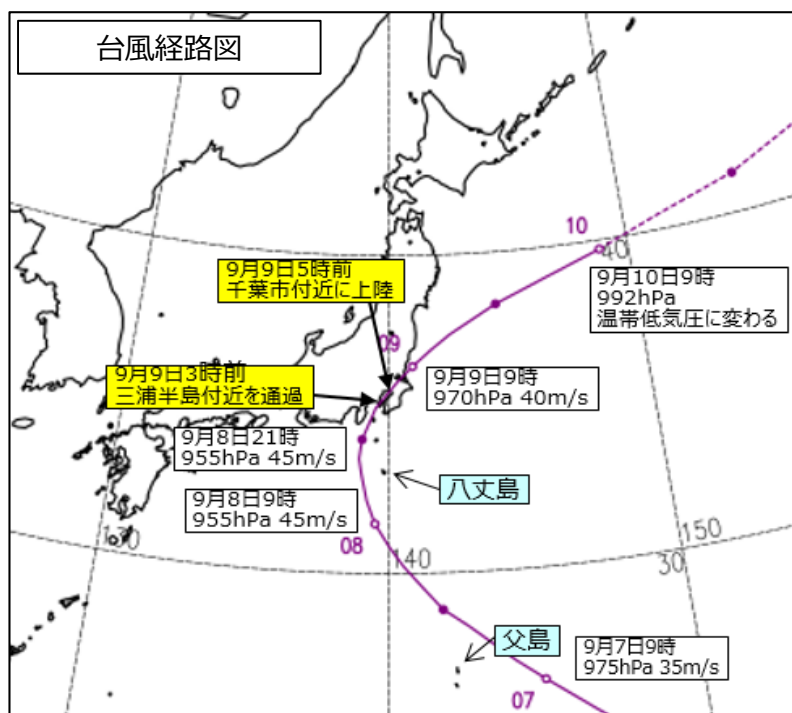 台風経路図
10
40
9月9日5時前
千葉市付近に上陸
9月10日9時
992hPa
温帯低気圧に変わる
09
9月9日3時前
三浦半島付近を通過
9月9日9時
970hPa 40m/s
9月8日21時
955hPa 45m/s
八丈島
9月8日9時
955hPa 45m/s
130
08
140
150
30
父島
9月7日9時
975hPa 35m/s
07